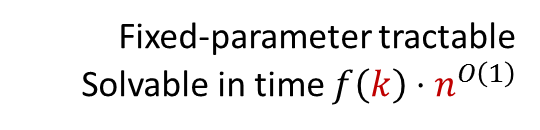 Fixed-parameter tractable
Solvable in time f(k) · n^{O(1)}